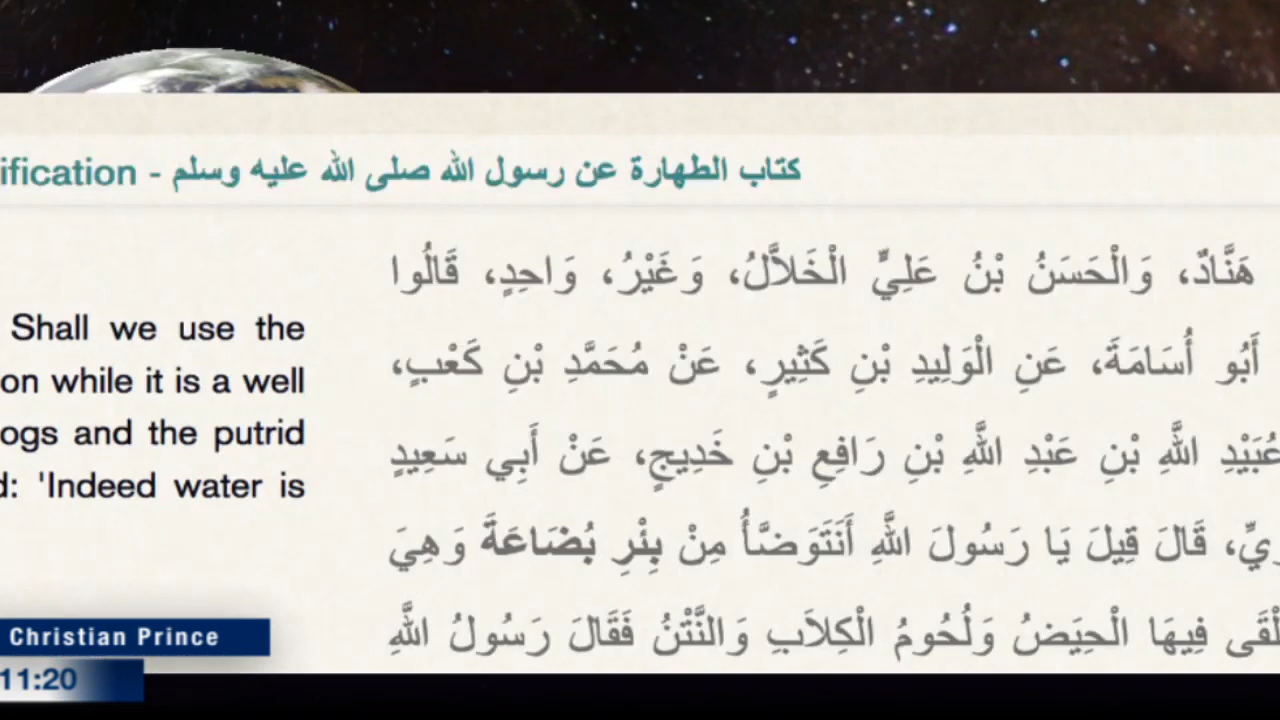 ification - كتاب الطهارة عن رسول الله صلى الله عليه وسلم
Shall we use the
on while it is a well
ogs and the putrid
d: 'Indeed water is
هَنَّادٌ، وَالْحَسَنُ بْنُ عَلِيٍّ الْخَلاَّلُ، وَغَيْرُ، وَاحِدٍ، قَالُوا
أَبُو أُسَامَةَ، عَنِ الْوَلِيدِ بْنِ كَثِيرٍ، عَنْ مُحَمَّدِ بْنِ كَعْبٍ،
عُبَيْدِ اللَّهِ بْنِ عَبْدِ اللَّهِ بْنِ رَافِعِ بْنِ خَدِيجٍ، عَنْ أَبِي سَعِيدٍ
رِيِّ، قَالَ قِيلَ يَا رَسُولَ اللَّهِ أَنَتَوَضَّأُ مِنْ بِئْرِ بُضَاعَةَ وَهِيَ
لْقَى فِيهَا الْحِيَضُ وَلُحُومُ الْكِلاَبِ وَالنَّتْنُ فَقَالَ رَسُولُ اللَّهِ
Christian Prince
11:20